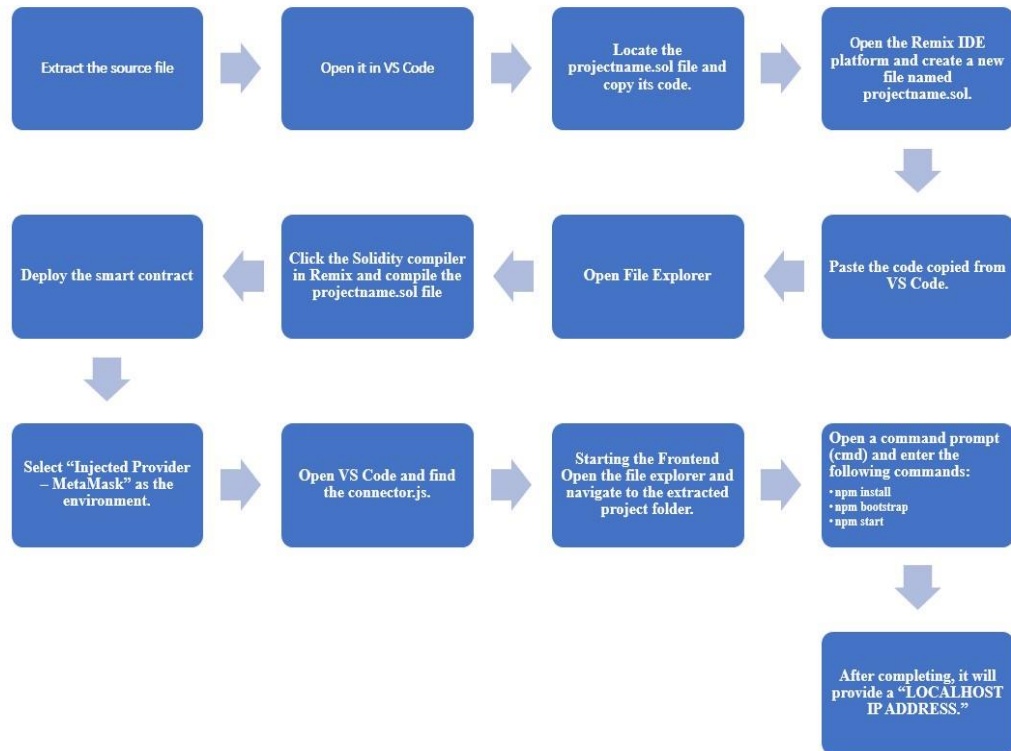 Extract the source file
Open it in VS Code
Locate the
projectname.sol file and
copy its code.
Open the Remix IDE
platform and create a new
file named
projectname.sol.
Paste the code copied from
VS Code.
Open File Explorer
Click the Solidity compiler
in Remix and compile the
projectname.sol file
Deploy the smart contract
Select “Injected Provider
– MetaMask” as the
environment.
Open VS Code and find
the connector.js.
Starting the Frontend
Open the file explorer and
navigate to the extracted
project folder.
Open a command prompt
(cmd) and enter the
following commands:
• npm install
• npm bootstrap
• npm start
After completing, it will
provide a “LOCALHOST
IP ADDRESS.”